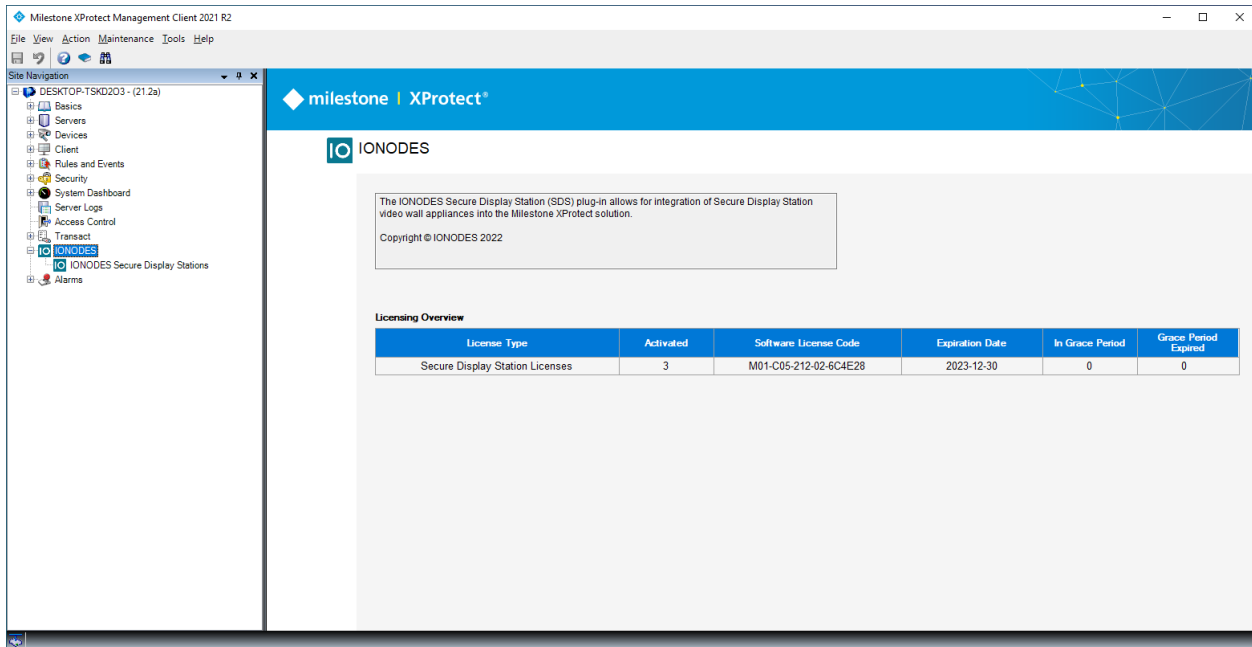 Milestone XProtect Management Client 2021 R2
File View Action Maintenance Tools Help
Site Navigation
DESKTOP-TSKD2O3 - (21.2a)
Basics
Servers
Devices
Client
Rules and Events
Security
System Dashboard
Server Logs
Access Control
Transact
IO IONODES
IO IONODES Secure Display Stations
Alarms
milestone | XProtect®
IO IONODES
The IONODES Secure Display Station (SDS) plug-in allows for integration of Secure Display Station
video wall appliances into the Milestone XProtect solution.
Copyright © IONODES 2022
Licensing Overview
License Type Activated Software License Code Expiration Date In Grace Period Grace Period Expired
Secure Display Station Licenses 3 M01-C05-212-02-6C4E28 2023-12-30 0 0